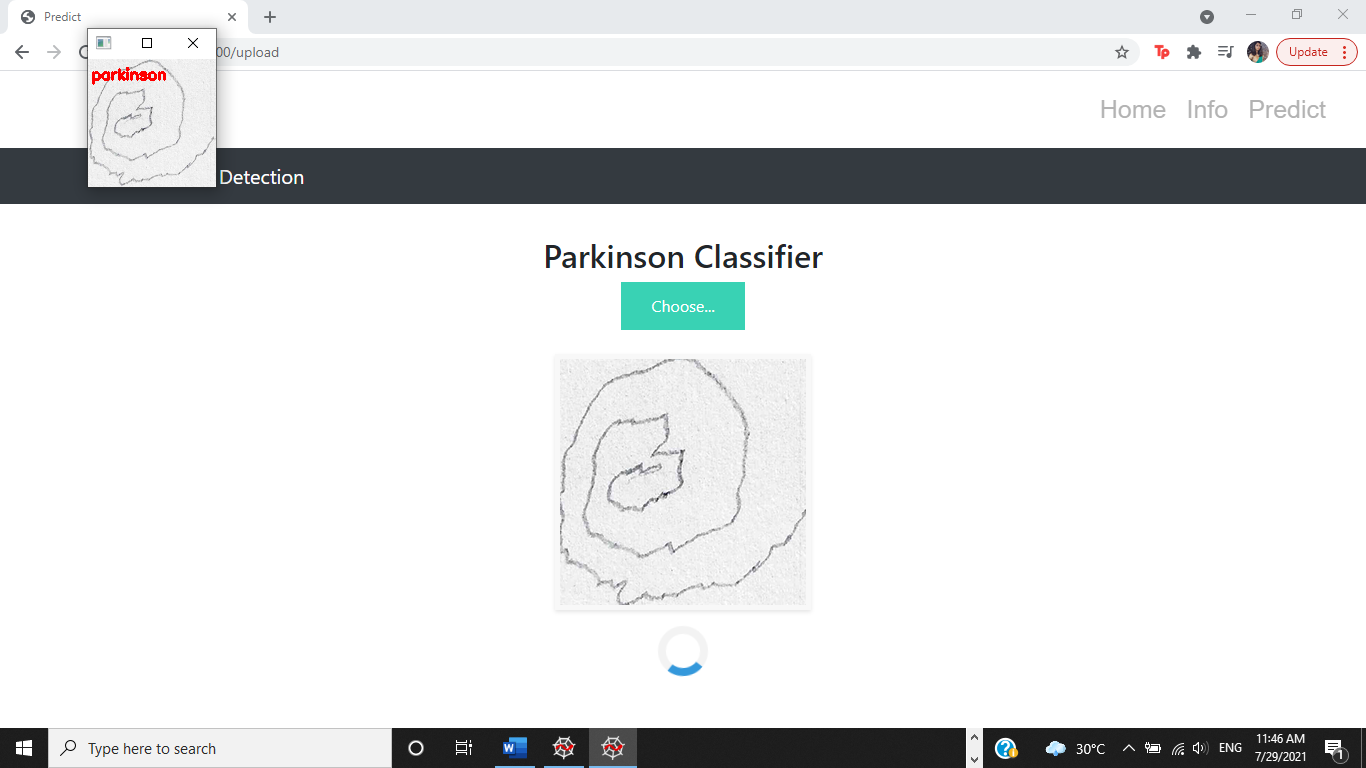 Predict
00/upload
Update
parkinson
Home Info Predict
Detection
Parkinson Classifier
Choose...
Type here to search
30°C
ENG
11:46 AM
7/29/2021
1